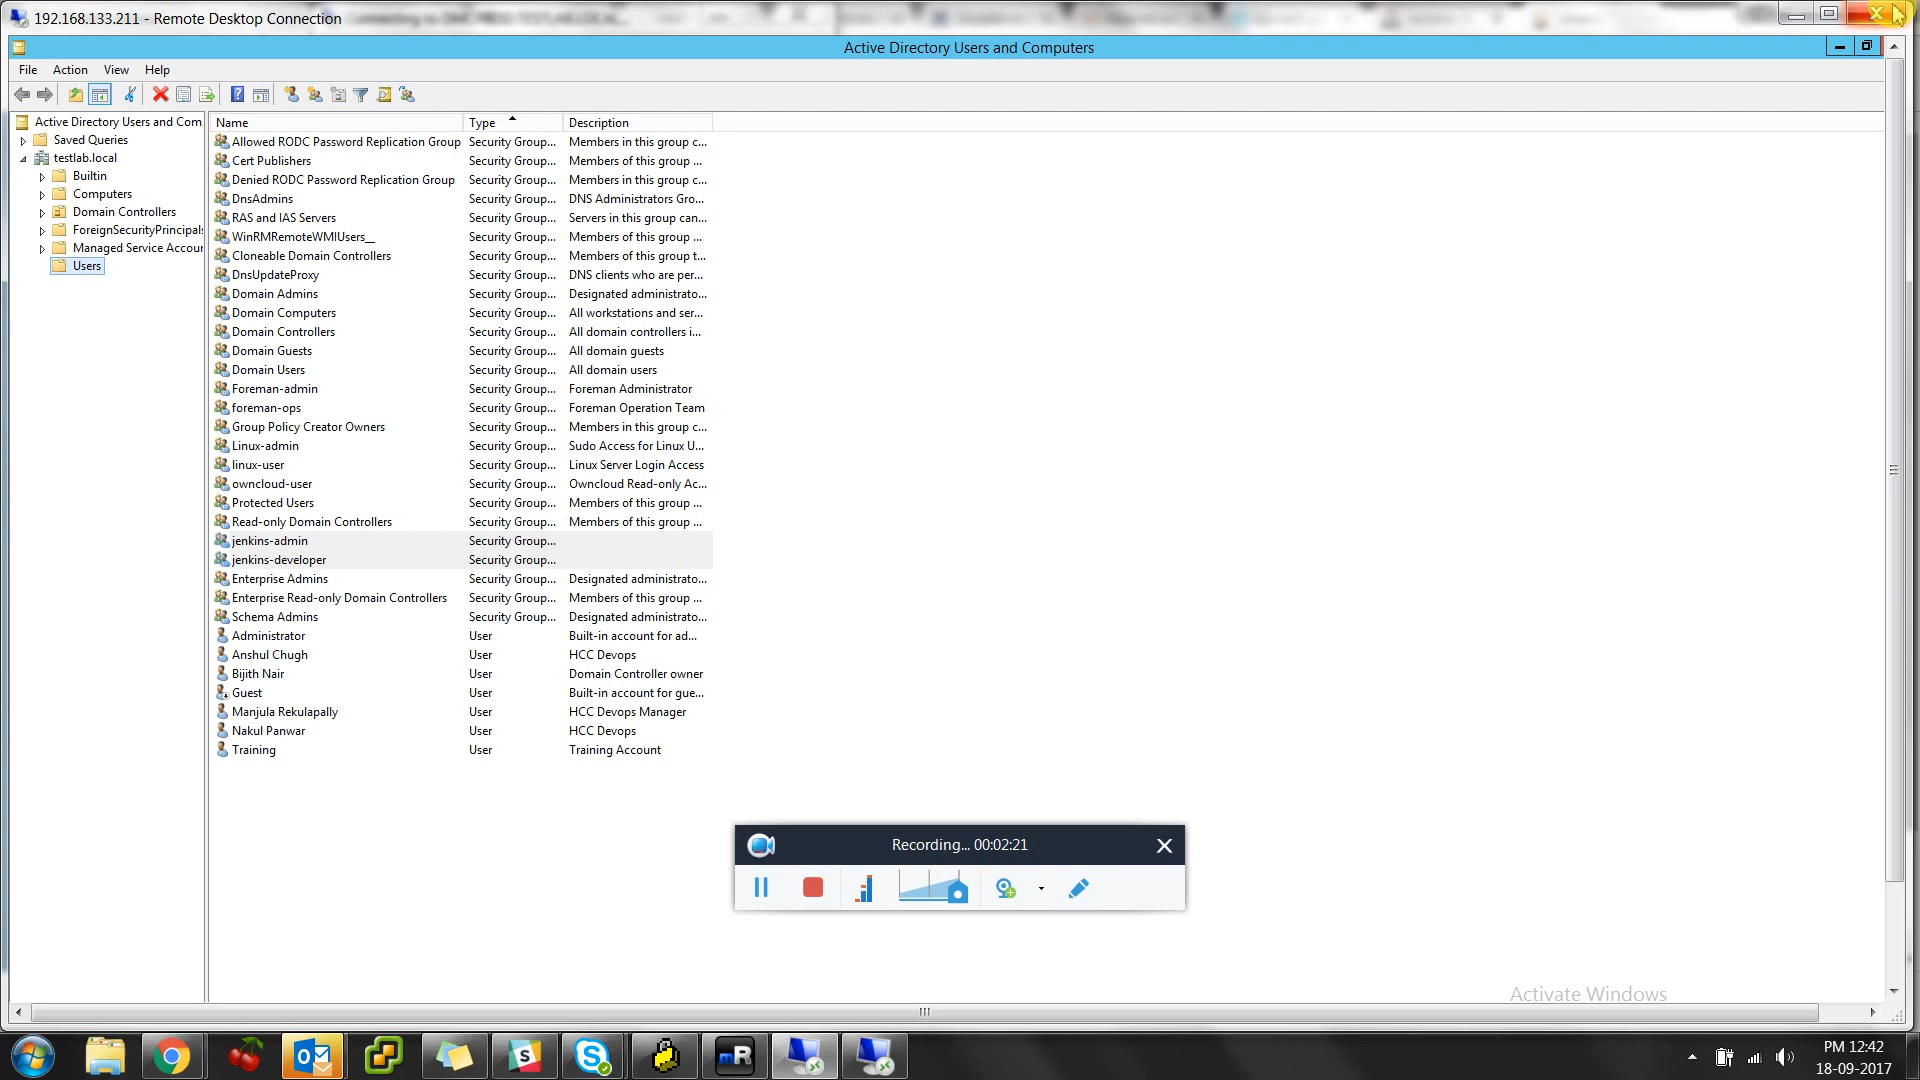 192.168.133.211 - Remote Desktop Connection
Active Directory Users and Computers
File Action View Help
Active Directory Users and Com
Saved Queries
testlab.local
Builtin
Computers
Domain Controllers
ForeignSecurityPrincipals
Managed Service Accour
Users
Name Type Description
Allowed RODC Password Replication Group Security Group... Members in this group c...
Cert Publishers Security Group... Members of this group ...
Denied RODC Password Replication Group Security Group... Members in this group c...
DnsAdmins Security Group... DNS Administrators Gro...
RAS and IAS Servers Security Group... Servers in this group can...
WinRMRemoteWMIUsers__ Security Group... Members of this group ...
Cloneable Domain Controllers Security Group... Members of this group t...
DnsUpdateProxy Security Group... DNS clients who are per...
Domain Admins Security Group... Designated administrato...
Domain Computers Security Group... All workstations and ser...
Domain Controllers Security Group... All domain controllers i...
Domain Guests Security Group... All domain guests
Domain Users Security Group... All domain users
Foreman-admin Security Group... Foreman Administrator
foreman-ops Security Group... Foreman Operation Team
Group Policy Creator Owners Security Group... Members in this group c...
Linux-admin Security Group... Sudo Access for Linux U...
linux-user Security Group... Linux Server Login Access
owncloud-user Security Group... Owncloud Read-only Ac...
Protected Users Security Group... Members of this group ...
Read-only Domain Controllers Security Group... Members of this group ...
jenkins-admin Security Group...
jenkins-developer Security Group...
Enterprise Admins Security Group... Designated administrato...
Enterprise Read-only Domain Controllers Security Group... Members of this group ...
Schema Admins Security Group... Designated administrato...
Administrator User Built-in account for ad...
Anshul Chugh User HCC Devops
Bijith Nair User Domain Controller owner
Guest User Built-in account for gue...
Manjula Rekulapally User HCC Devops Manager
Nakul Panwar User HCC Devops
Training User Training Account
Recording... 00:02:21
Activate Windows
PM 12:42
18-09-2017